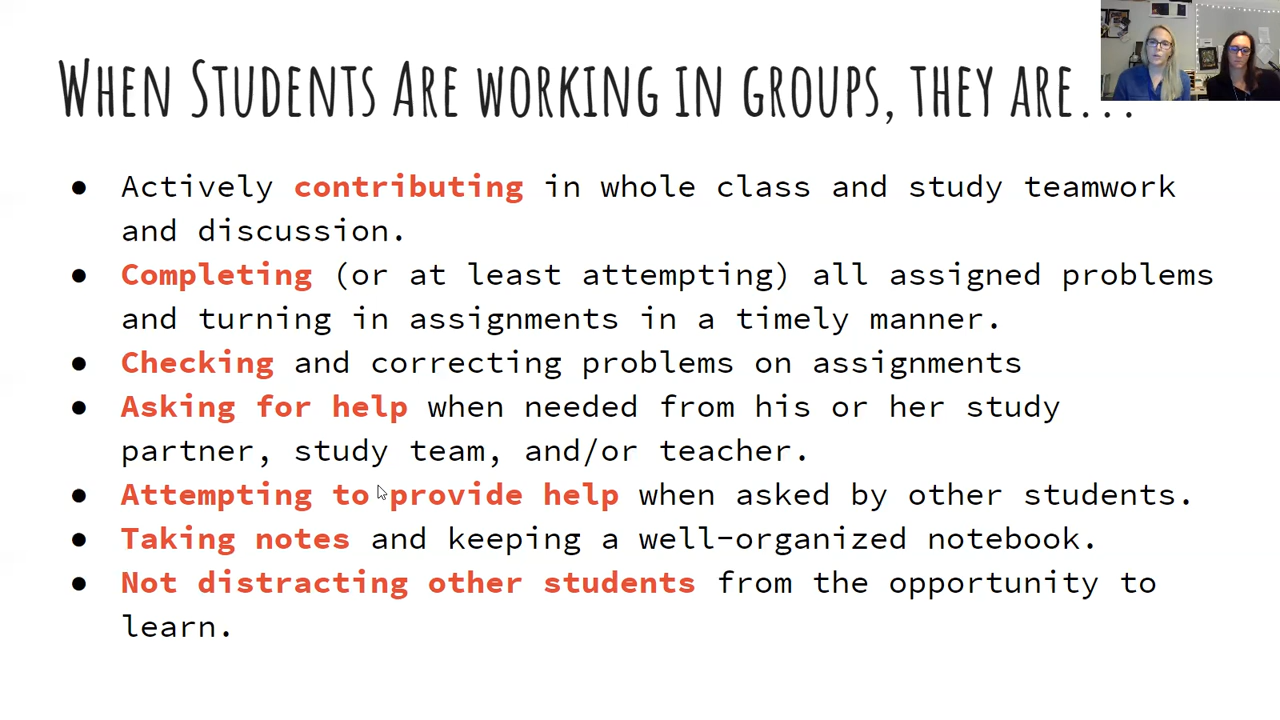 When Students Are working in groups, they are...
● Actively contributing in whole class and study teamwork
and discussion.
● Completing (or at least attempting) all assigned problems
and turning in assignments in a timely manner.
● Checking and correcting problems on assignments
● Asking for help when needed from his or her study
partner, study team, and/or teacher.
● Attempting to provide help when asked by other students.
● Taking notes and keeping a well-organized notebook.
● Not distracting other students from the opportunity to
learn.